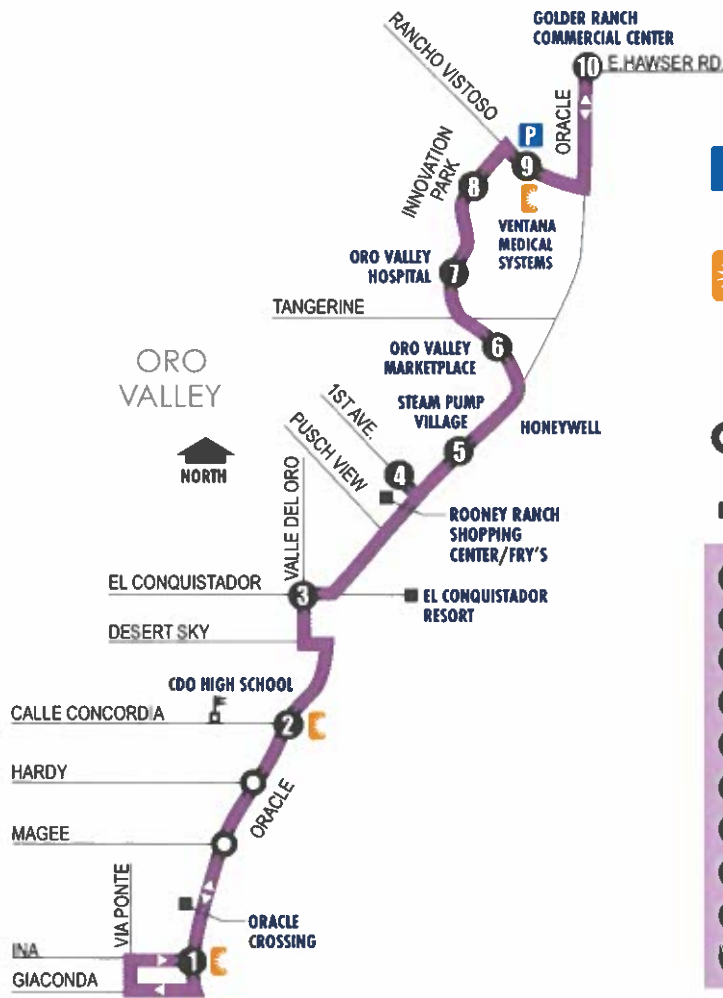 GOLDER RANCH
COMMERCIAL CENTER
RANCHO VISTOSO
10
E.HAWSER RD.
ORACLE
P
9
INNOVATION
PARK
8
VENTANA
MEDICAL
SYSTEMS
ORO VALLEY
HOSPITAL
7
TANGERINE
6
ORO VALLEY
MARKETPLACE
ORO
VALLEY
1ST AVE.
STEAM PUMP
VILLAGE
HONEYWELL
PUSCH VIEW
5
NORTH
4
VALLE DEL ORO
ROONEY RANCH
SHOPPING
CENTER/FRY'S
EL CONQUISTADOR
3
EL CONQUISTADOR
RESORT
DESERT SKY
CDO HIGH SCHOOL
CALLE CONCORDIA
2
HARDY
ORACLE
MAGEE
VIA PONTE
ORACLE
CROSSING
INA
1
GIACONDA